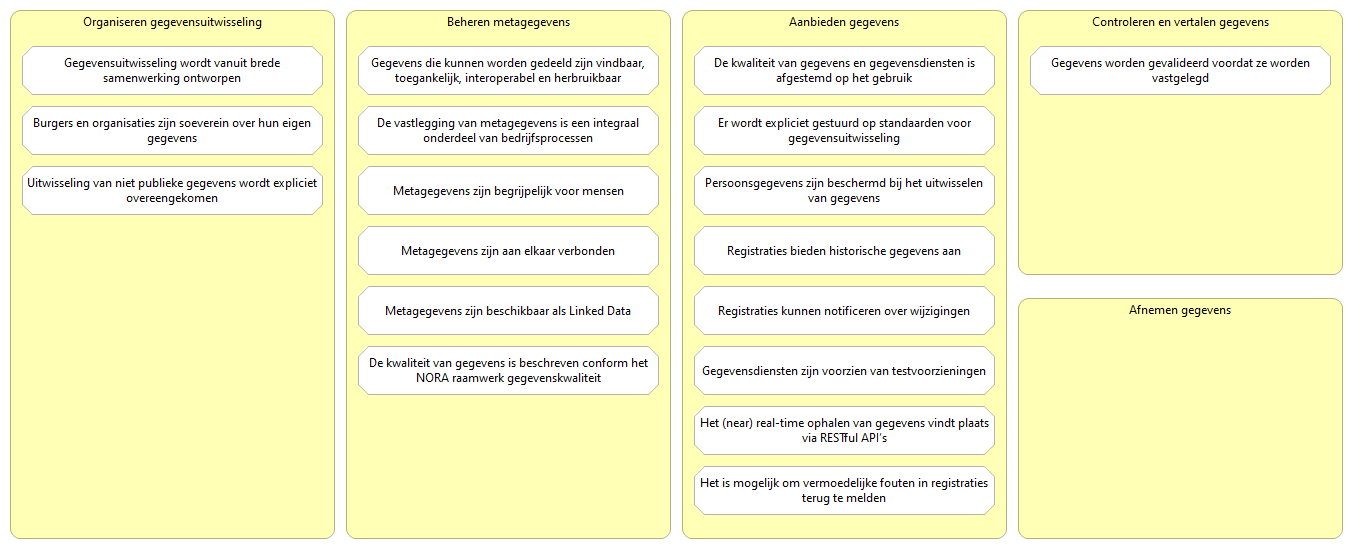 Organiseren gegevensuitwisseling
Gegevensuitwisseling wordt vanuit brede
samenwerking ontworpen
Burgers en organisaties zijn soeverein over hun eigen
gegevens
Uitwisseling van niet publieke gegevens wordt expliciet
overeengekomen
Beheren metagegevens
Gegevens die kunnen worden gedeeld zijn vindbaar,
toegankelijk, interoperabel en herbruikbaar
De vastlegging van metagegevens is een integraal
onderdeel van bedrijfsprocessen
Metagegevens zijn begrijpelijk voor mensen
Metagegevens zijn aan elkaar verbonden
Metagegevens zijn beschikbaar als Linked Data
De kwaliteit van gegevens is beschreven conform het
NORA raamwerk gegevenskwaliteit
Aanbieden gegevens
De kwaliteit van gegevens en gegevensdiensten is
afgestemd op het gebruik
Er wordt expliciet gestuurd op standaarden voor
gegevensuitwisseling
Persoonsgegevens zijn beschermd bij het uitwisselen
van gegevens
Registraties bieden historische gegevens aan
Registraties kunnen notificeren over wijzigingen
Gegevensdiensten zijn voorzien van testvoorzieningen
Het (near) real-time ophalen van gegevens vindt plaats
via RESTful API's
Het is mogelijk om vermoedelijke fouten in registraties
terug te melden
Controleren en vertalen gegevens
Gegevens worden gevalideerd voordat ze worden
vastgelegd
Afnemen gegevens